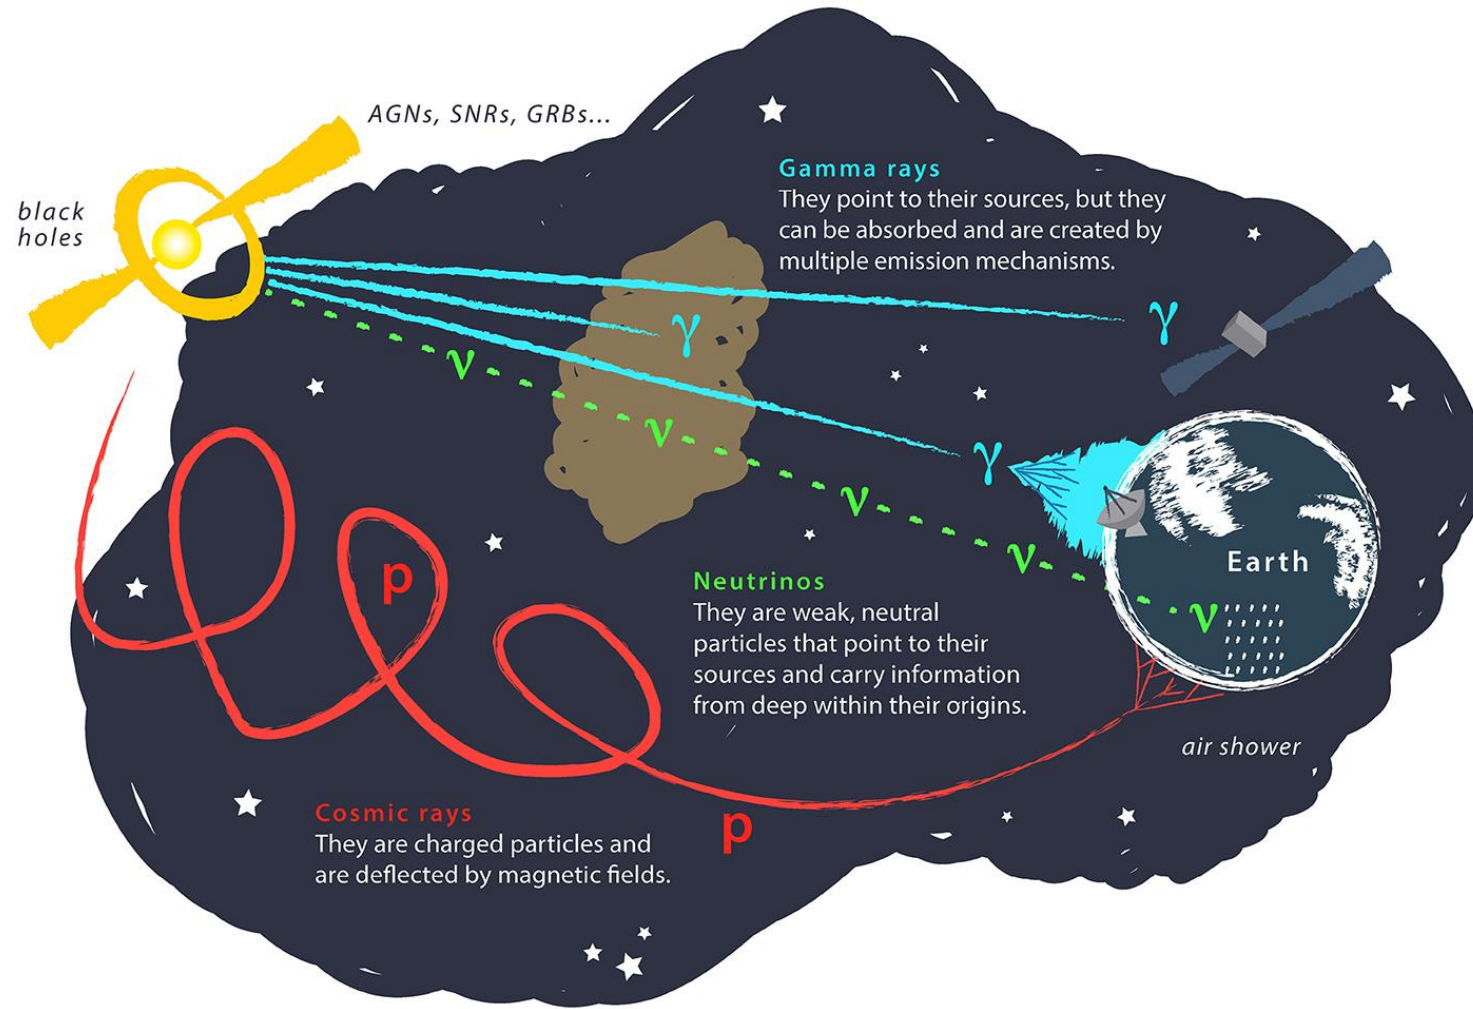 AGNs, SNRs, GRBs...
black
holes
Gamma rays
They point to their sources, but they
can be absorbed and are created by
multiple emission mechanisms.
γ
γ
ν
ν
γ
ν
ν
Earth
ν
p
Neutrinos
They are weak, neutral
particles that point to their
sources and carry information
from deep within their origins.
air shower
Cosmic rays
They are charged particles and
are deflected by magnetic fields.
p